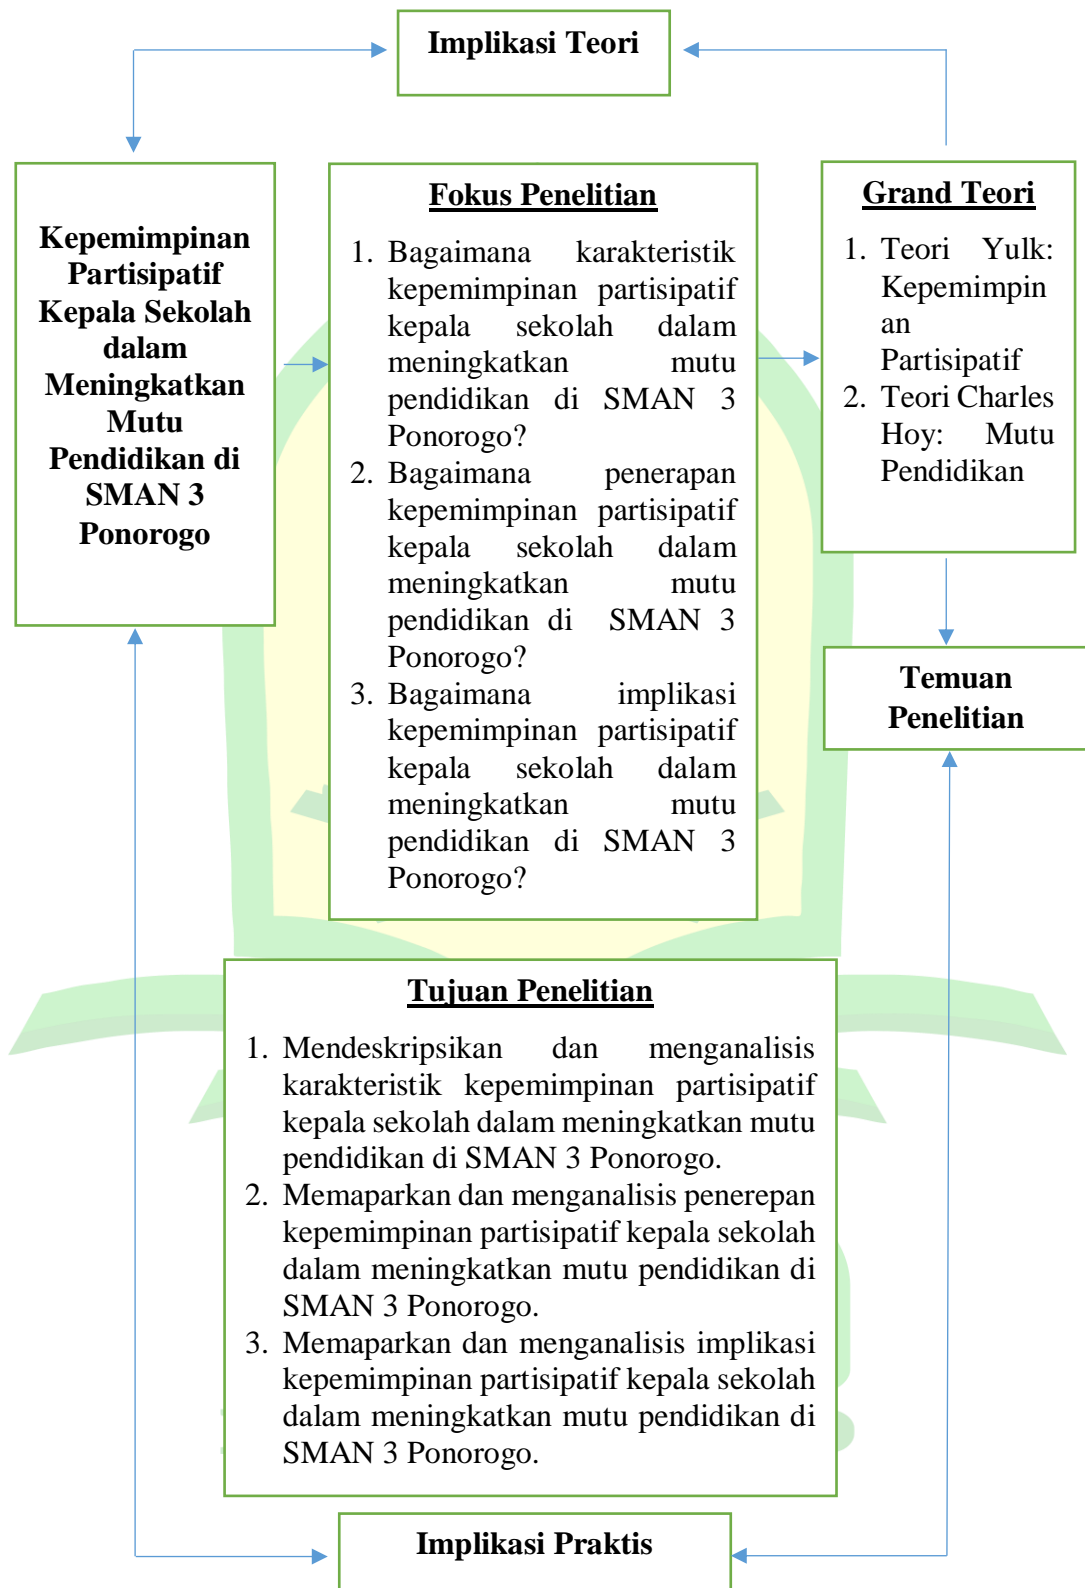 Implikasi Teori
Kepemimpinan
Partisipatif
Kepala Sekolah
dalam
Meningkatkan
Mutu
Pendidikan di
SMAN 3
Ponorogo
Fokus Penelitian
1. Bagaimana karakteristik
kepemimpinan partisipatif
kepala sekolah dalam
meningkatkan mutu
pendidikan di SMAN 3
Ponorogo?
2. Bagaimana penerapan
kepemimpinan partisipatif
kepala sekolah dalam
meningkatkan mutu
pendidikan di SMAN 3
Ponorogo?
3. Bagaimana implikasi
kepemimpinan partisipatif
kepala sekolah dalam
meningkatkan mutu
pendidikan di SMAN 3
Ponorogo?
Grand Teori
1. Teori Yulk:
Kepemimpin
an
Partisipatif
2. Teori Charles
Hoy: Mutu
Pendidikan
Temuan
Penelitian
Tujuan Penelitian
1. Mendeskripsikan dan menganalisis
karakteristik kepemimpinan partisipatif
kepala sekolah dalam meningkatkan mutu
pendidikan di SMAN 3 Ponorogo.
2. Memaparkan dan menganalisis penerepan
kepemimpinan partisipatif kepala sekolah
dalam meningkatkan mutu pendidikan di
SMAN 3 Ponorogo.
3. Memaparkan dan menganalisis implikasi
kepemimpinan partisipatif kepala sekolah
dalam meningkatkan mutu pendidikan di
SMAN 3 Ponorogo.
Implikasi Praktis